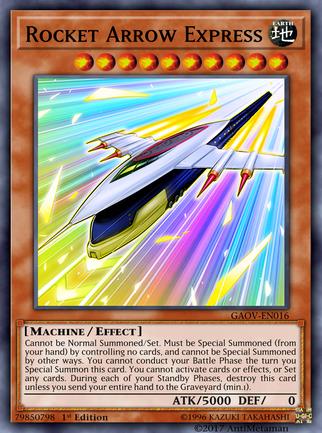 ROCKET ARROW EXPRESS
EARTH
地
GAOV-EN016
[MACHINE / EFFECT]
Cannot be Normal Summoned/Set. Must be Special Summoned (from
your hand) by controlling no cards, and cannot be Special Summoned
by other ways. You cannot conduct your Battle Phase the turn you
Special Summon this card. You cannot activate cards or effects, or Set
any cards. During each of your Standby Phases, destroy this card
unless you send your entire hand to the Graveyard (min.1).
ATK/5000 DEF/ 0
79850798 1st Edition ©1996 KAZUKI TAKAHASHI
©2017 AntiMetaman